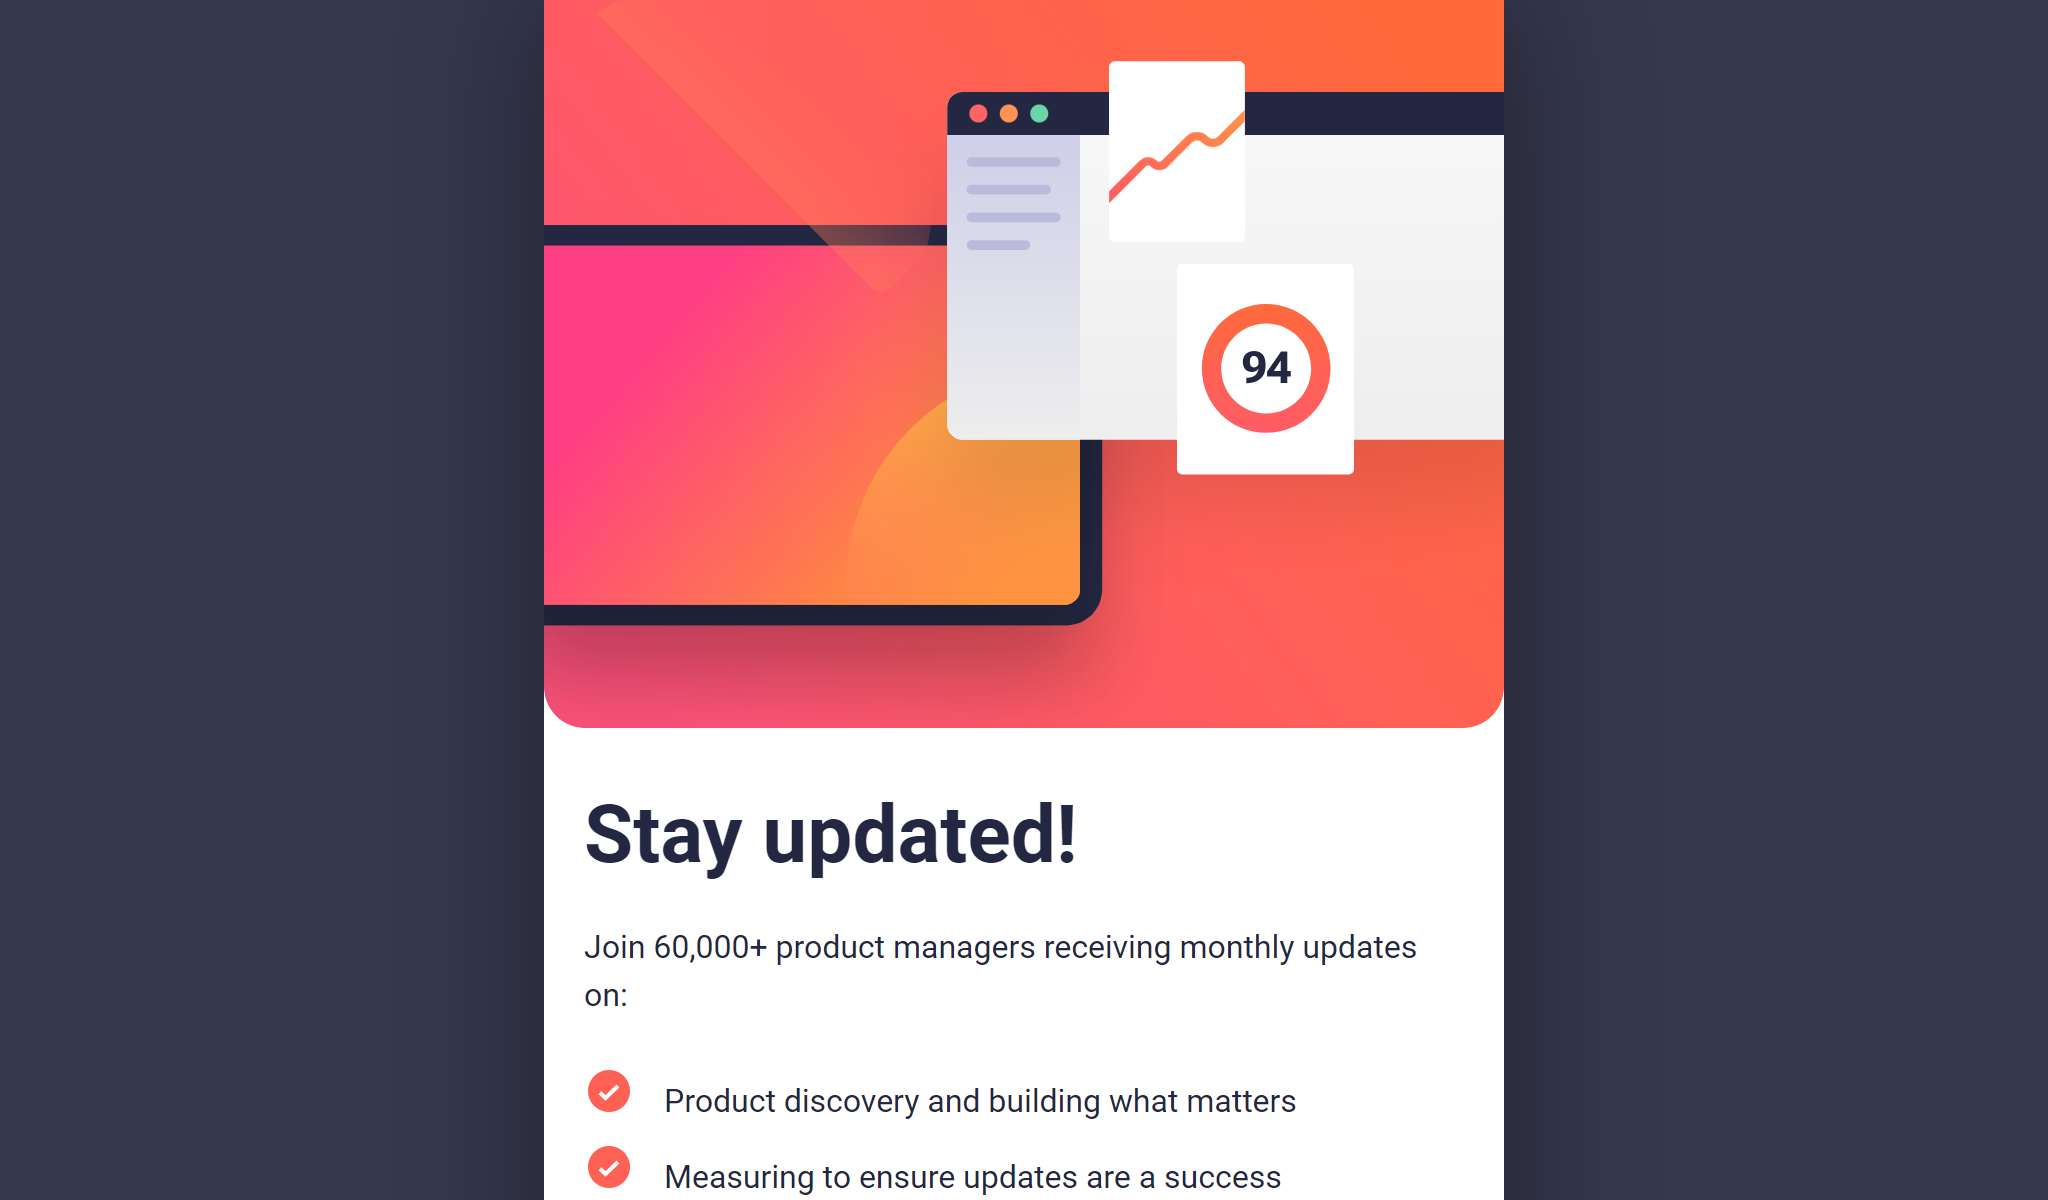 94
Stay updated!
Join 60,000+ product managers receiving monthly updates
on:
Product discovery and building what matters
Measuring to ensure updates are a success